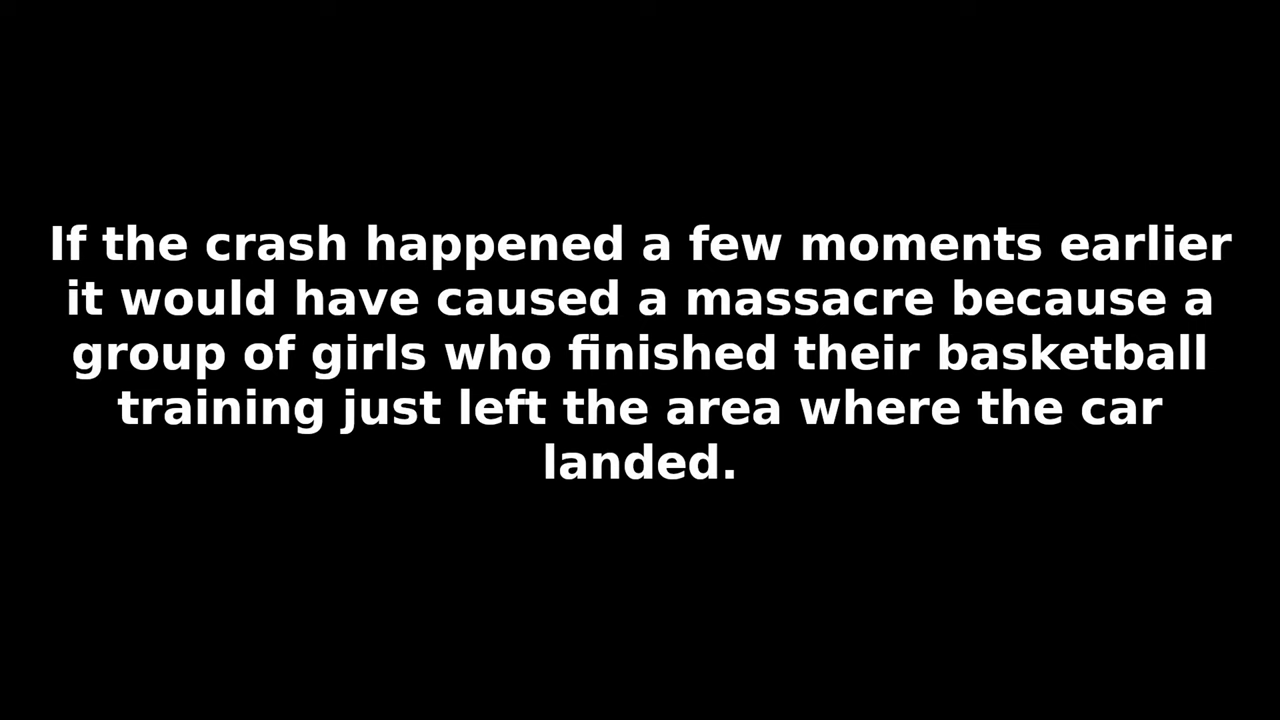 If the crash happened a few moments earlier
it would have caused a massacre because a
group of girls who finished their basketball
training just left the area where the car
landed.